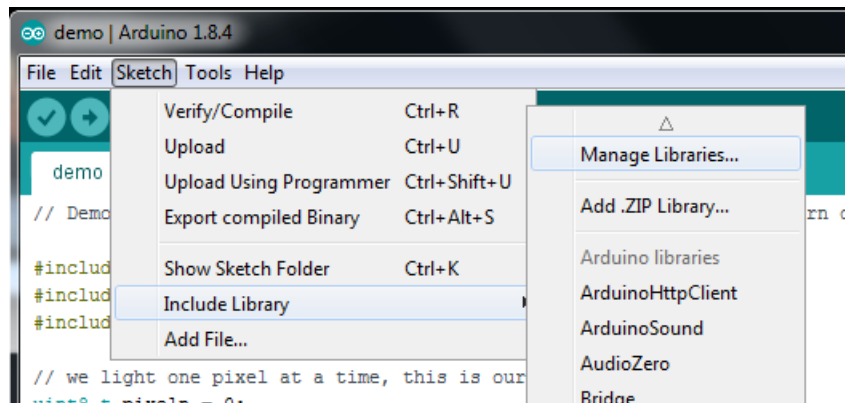 demo | Arduino 1.8.4
File Edit Sketch Tools Help
Verify/Compile Ctrl+R
Upload Ctrl+U
Upload Using Programmer Ctrl+Shift+U
Export compiled Binary Ctrl+Alt+S
Show Sketch Folder Ctrl+K
Include Library
Add File...
Manage Libraries...
Add .ZIP Library...
Arduino libraries
ArduinoHttpClient
ArduinoSound
AudioZero
Bridge
demo
// Demo
#includ
#includ
#includ
// we light one pixel at a time, this is our